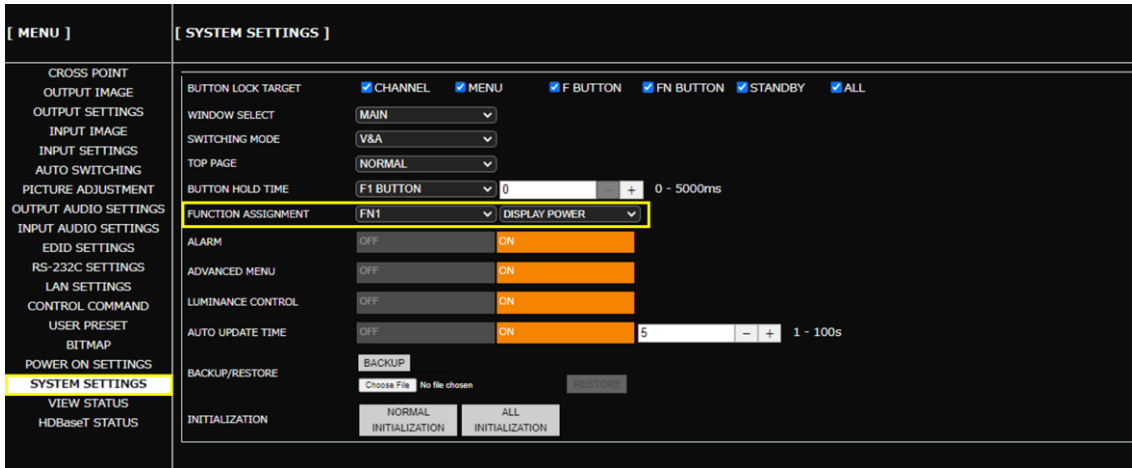 [ MENU ]
[ SYSTEM SETTINGS ]
CROSS POINT
OUTPUT IMAGE
OUTPUT SETTINGS
INPUT IMAGE
INPUT SETTINGS
AUTO SWITCHING
PICTURE ADJUSTMENT
OUTPUT AUDIO SETTINGS
INPUT AUDIO SETTINGS
EDID SETTINGS
RS-232C SETTINGS
LAN SETTINGS
CONTROL COMMAND
USER PRESET
BITMAP
POWER ON SETTINGS
SYSTEM SETTINGS
VIEW STATUS
HDBaseT STATUS
BUTTON LOCK TARGET CHANNEL MENU F BUTTON FN BUTTON STANDBY ALL
WINDOW SELECT MAIN
SWITCHING MODE V&A
TOP PAGE NORMAL
BUTTON HOLD TIME F1 BUTTON 0 - + 0 - 5000ms
FUNCTION ASSIGNMENT FN1 DISPLAY POWER
ALARM OFF ON
ADVANCED MENU OFF ON
LUMINANCE CONTROL OFF ON
AUTO UPDATE TIME OFF ON 5 - + 1 - 100s
BACKUP/RESTORE BACKUP
Choose File No file chosen RESTORE
INITIALIZATION NORMAL INITIALIZATION ALL INITIALIZATION